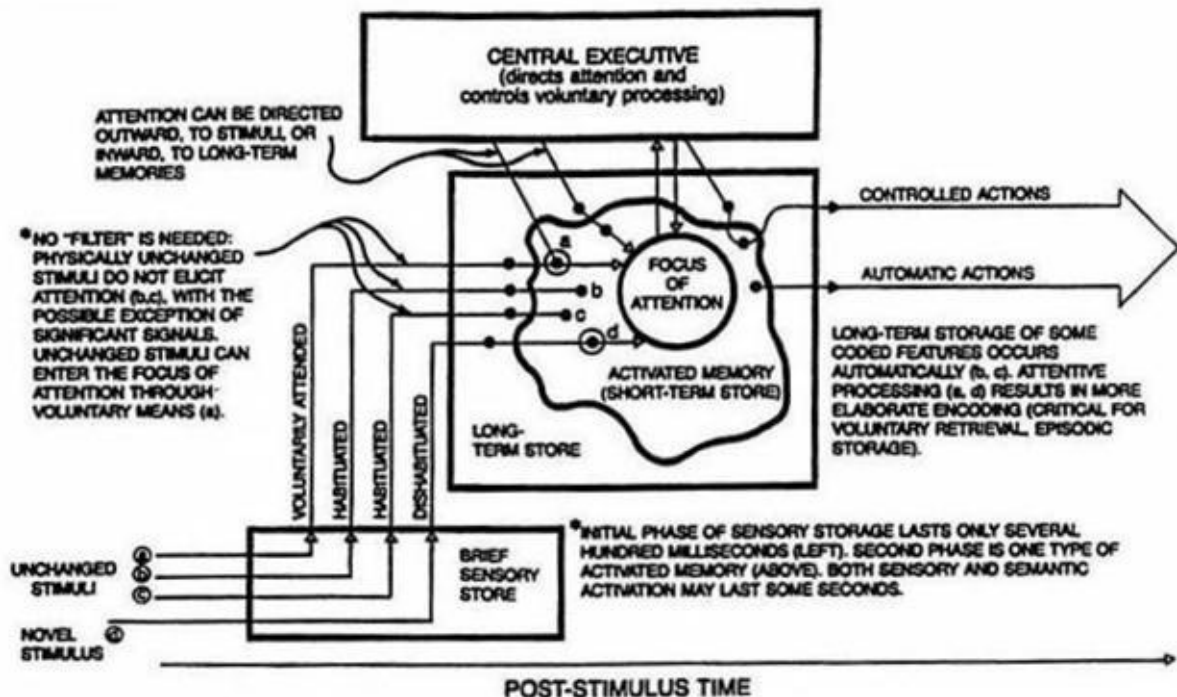 CENTRAL EXECUTIVE
(directs attention and
controls voluntary processing)
ATTENTION CAN BE DIRECTED
OUTWARD, TO STIMULI, OR
INWARD, TO LONG-TERM
MEMORIES
*NO "FILTER" IS NEEDED:
PHYSICALLY UNCHANGED
STIMULI DO NOT ELICIT
ATTENTION (b,c), WITH THE
POSSIBLE EXCEPTION OF
SIGNIFICANT SIGNALS.
UNCHANGED STIMULI CAN
ENTER THE FOCUS OF
ATTENTION THROUGH
VOLUNTARY MEANS (a).
a
b
c
d
FOCUS
OF
ATTENTION
ACTIVATED MEMORY
(SHORT-TERM STORE)
LONG-
TERM STORE
CONTROLLED ACTIONS
AUTOMATIC ACTIONS
LONG-TERM STORAGE OF SOME
CODED FEATURES OCCURS
AUTOMATICALLY (b, c). ATTENTIVE
PROCESSING (a, d) RESULTS IN MORE
ELABORATE ENCODING (CRITICAL FOR
VOLUNTARY RETRIEVAL, EPISODIC
STORAGE).
VOLUNTARILY ATTENDED
HABITUATED
HABITUATED
DISHABITUATED
UNCHANGED
STIMULI
a
b
c
NOVEL
STIMULUS
d
BRIEF
SENSORY
STORE
*INITIAL PHASE OF SENSORY STORAGE LASTS ONLY SEVERAL
HUNDRED MILLISECONDS (LEFT). SECOND PHASE IS ONE TYPE OF
ACTIVATED MEMORY (ABOVE). BOTH SENSORY AND SEMANTIC
ACTIVATION MAY LAST SOME SECONDS.
POST-STIMULUS TIME